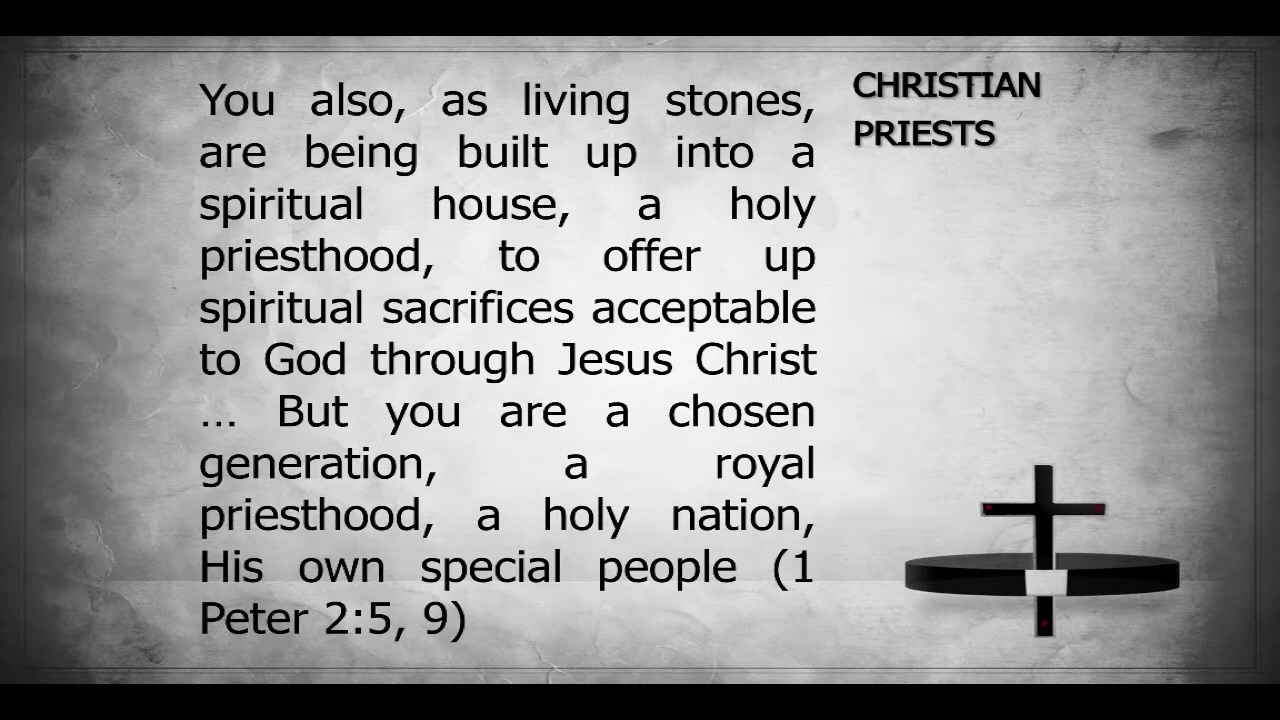 You also, as living stones,
are being built up into a
spiritual house, a holy
priesthood, to offer up
spiritual sacrifices acceptable
to God through Jesus Christ
… But you are a chosen
generation, a royal
priesthood, a holy nation,
His own special people (1
Peter 2:5, 9)
CHRISTIAN
PRIESTS